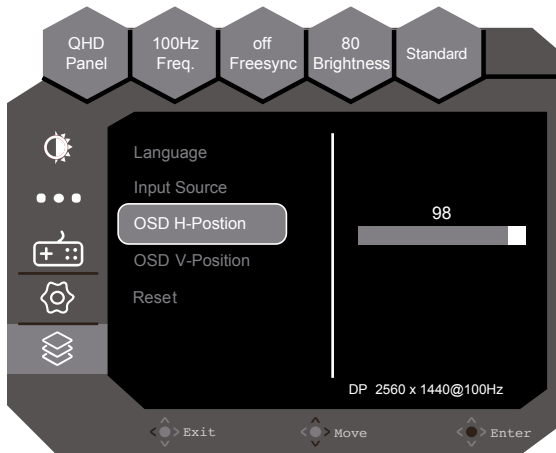 QHD
Panel
100Hz
Freq.
off
Freesync
80
Brightness
Standard
Language
Input Source
OSD H-Postion
OSD V-Position
Reset
98
DP 2560 x 1440@100Hz
Exit
Move
Enter